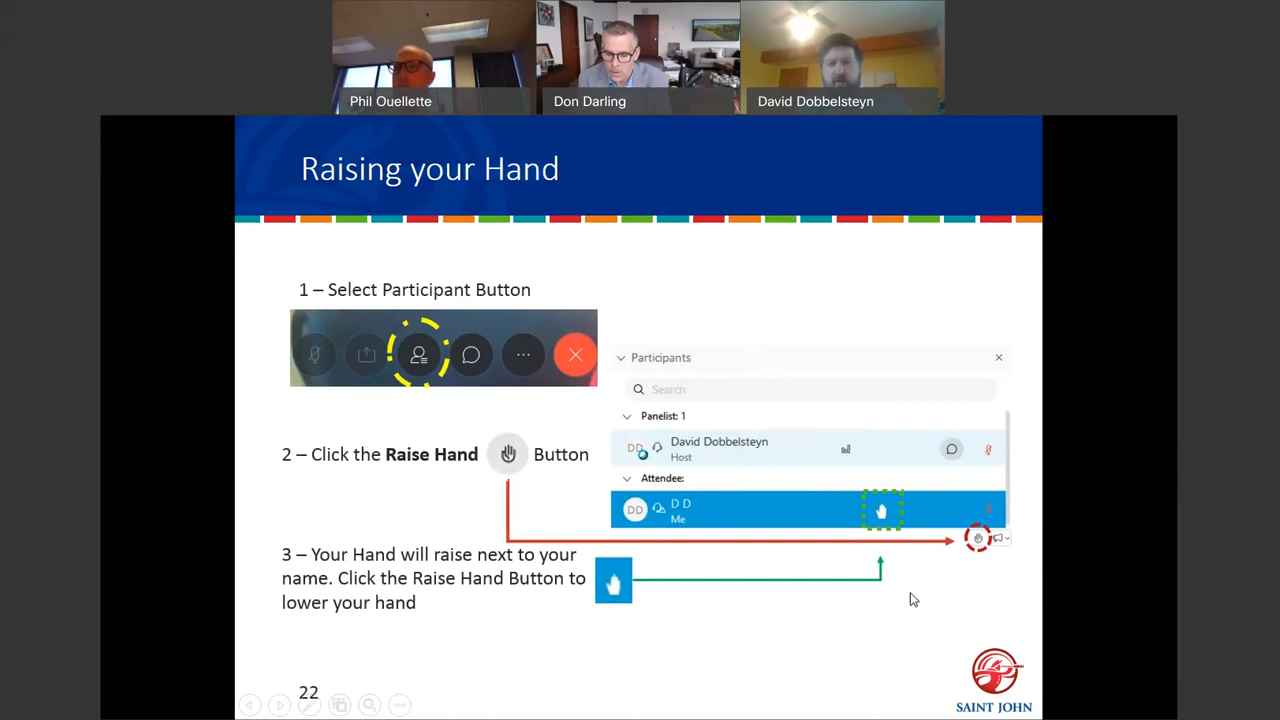 Phil Ouellette
Don Darling
David Dobbelsteyn
Raising your Hand
1 – Select Participant Button
Participants
Search
Panelist: 1
DD
David Dobbelsteyn
Host
Attendee:
DD
D D
Me
2 – Click the Raise Hand Button
3 – Your Hand will raise next to your
name. Click the Raise Hand Button to
lower your hand
22
SAINT JOHN